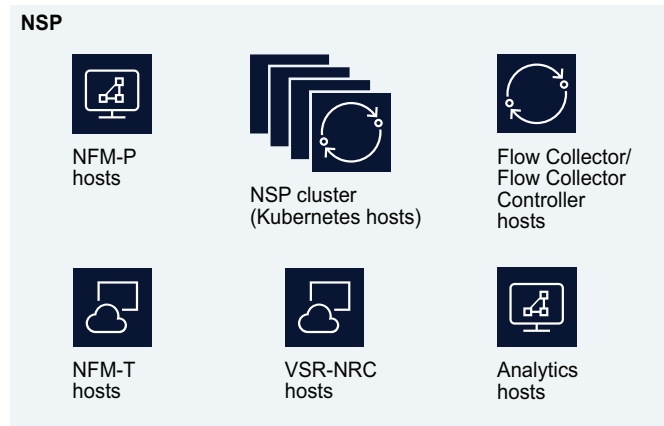 NSP
NFM-P
hosts
NSP cluster
(Kubernetes hosts)
Flow Collector/
Flow Collector
Controller
hosts
NFM-T
hosts
VSR-NRC
hosts
Analytics
hosts